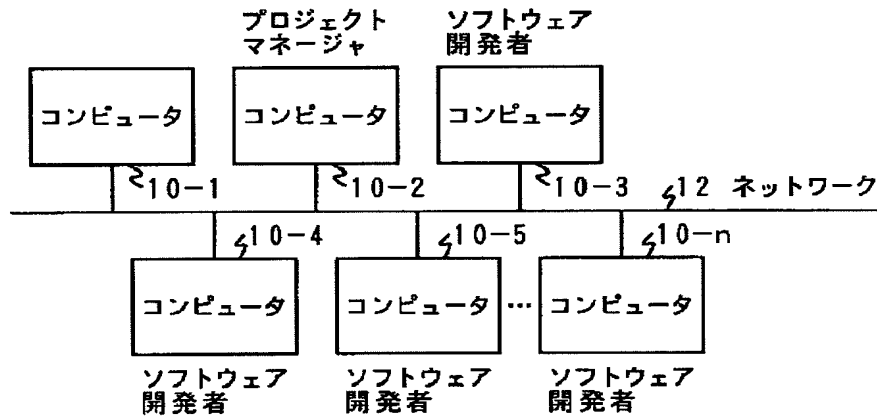 プロジェクト
マネージャ
ソフトウェア
開発者
コンピュータ
コンピュータ
コンピュータ
10-1
10-2
10-3
12 ネットワーク
10-4
10-5
10-n
コンピュータ
コンピュータ
…
コンピュータ
ソフトウェア
開発者
ソフトウェア
開発者
ソフトウェア
開発者